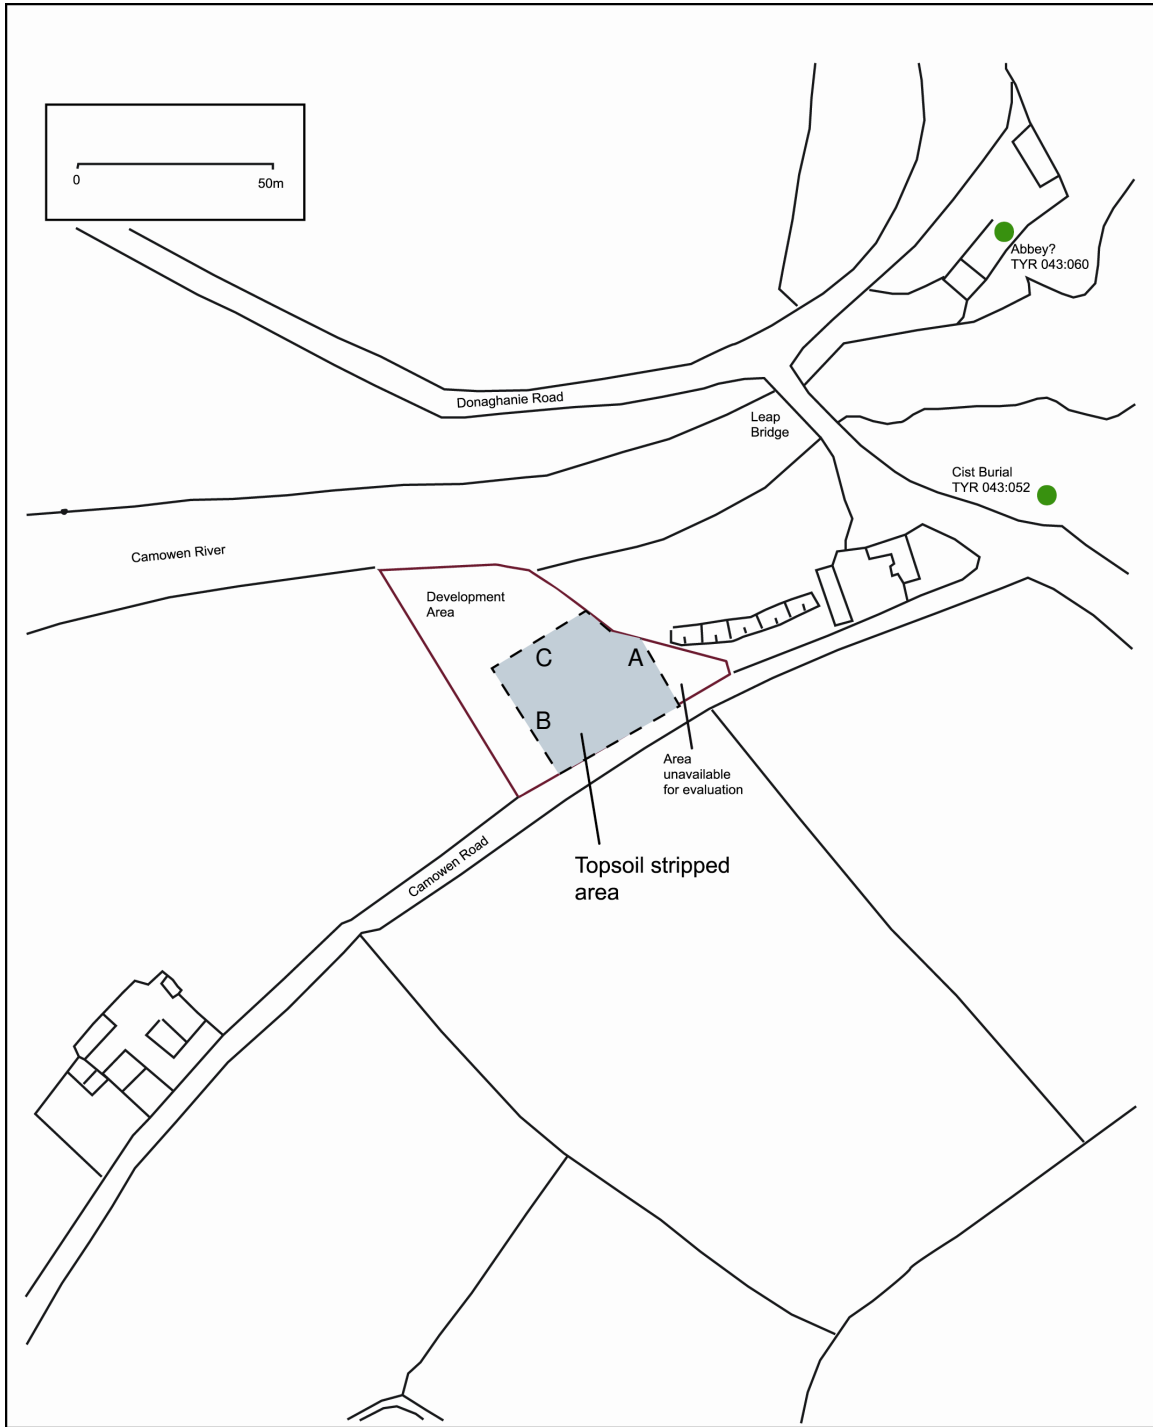 0
50m
Abbey?
TYR 043:060
Donaghanie Road
Leap
Bridge
Cist Burial
TYR 043:052
Camowen River
Development
Area
C
A
B
Area
unavailable
for evaluation
Camowen Road
Topsoil stripped
area